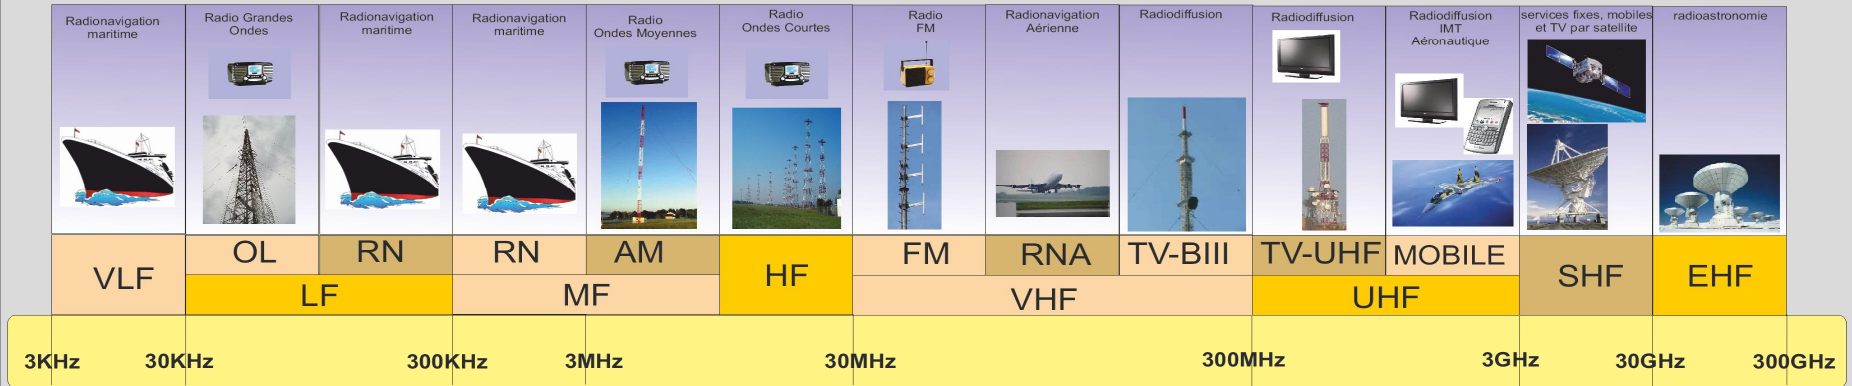 Radionavigation
maritime
Radio Grandes
Ondes
Radionavigation
maritime
Radionavigation
maritime
Radio
Ondes Moyennes
Radio
Ondes Courtes
Radio
FM
Radionavigation
Aérienne
Radiodiffusion
Radiodiffusion
Radiodiffusion
IMT
Aéronautique
services fixes, mobiles
et TV par satellite
radioastronomie
OL
RN
RN
AM
FM
RNA
TV-BIII
TV-UHF
MOBILE
VLF
LF
MF
HF
VHF
UHF
SHF
EHF
3KHz
30KHz
300KHz
3MHz
30MHz
300MHz
3GHz
30GHz
300GHz